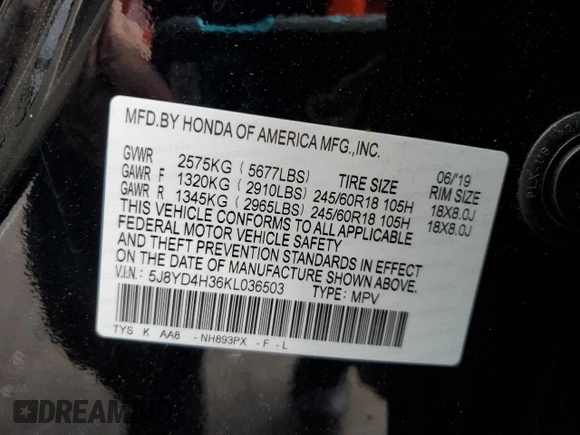 MFD.BY HONDA OF AMERICA MFG.,INC.
06/'19
GVWR 2575KG ( 5677LBS) TIRE SIZE RIM SIZE
GAWR F 1320KG ( 2910LBS) 245/60R18 105H 18X8.0J
GAWR R 1345KG ( 2965LBS) 245/60R18 105H 18X8.0J
THIS VEHICLE CONFORMS TO ALL APPLICABLE
FEDERAL MOTOR VEHICLE SAFETY
AND THEFT PREVENTION STANDARDS IN EFFECT
ON THE DATE OF MANUFACTURE SHOWN ABOVE.
V.I.N.: 5J8YD4H36KL036503 TYPE: MPV
TYS K AA8 - NH893PX - F - L
PLX-UP